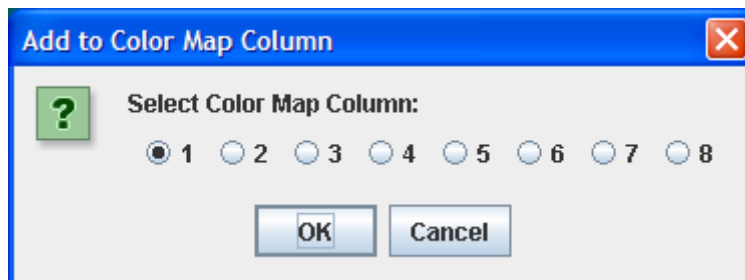 Add to Color Map Column
?
Select Color Map Column:
1 2 3 4 5 6 7 8
OK Cancel